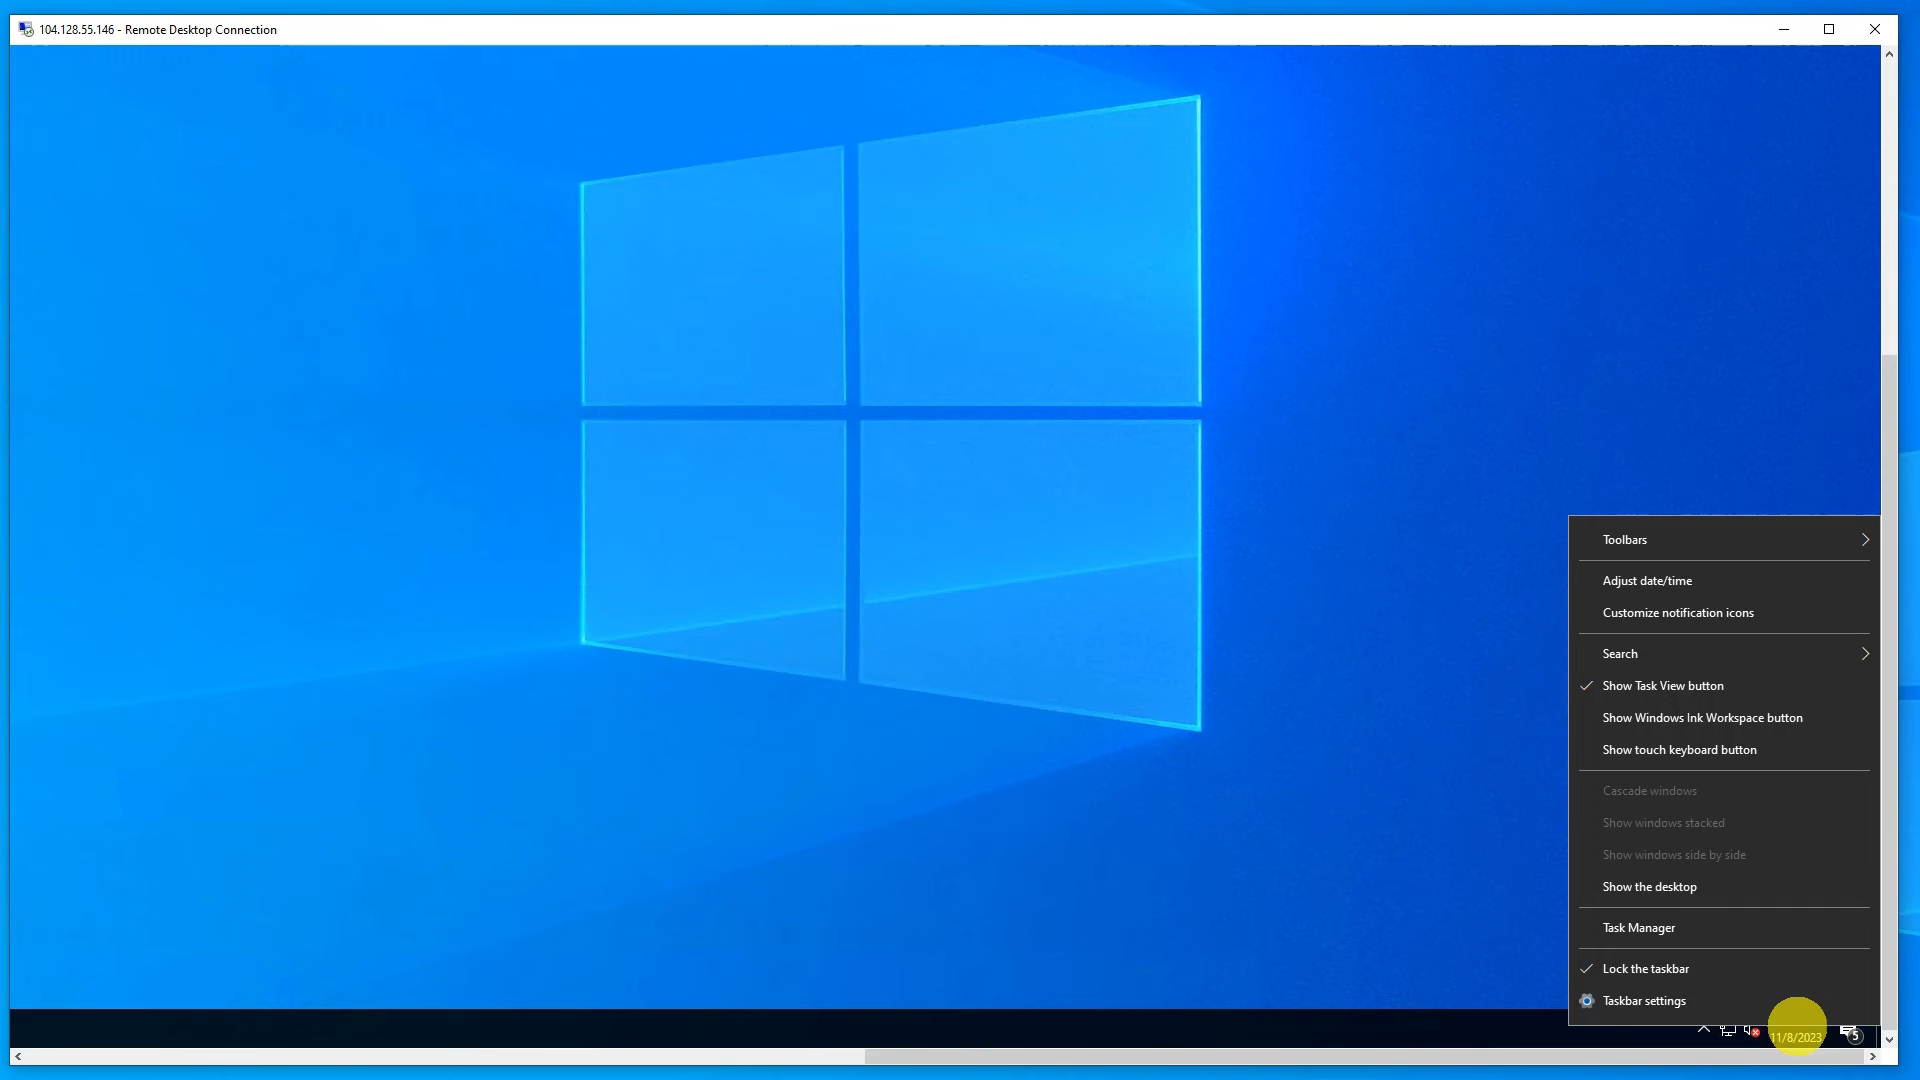 104.128.55.146 - Remote Desktop Connection
Toolbars
Adjust date/time
Customize notification icons
Search
Show Task View button
Show Windows Ink Workspace button
Show touch keyboard button
Cascade windows
Show windows stacked
Show windows side by side
Show the desktop
Task Manager
Lock the taskbar
Taskbar settings
11/8/2023
5